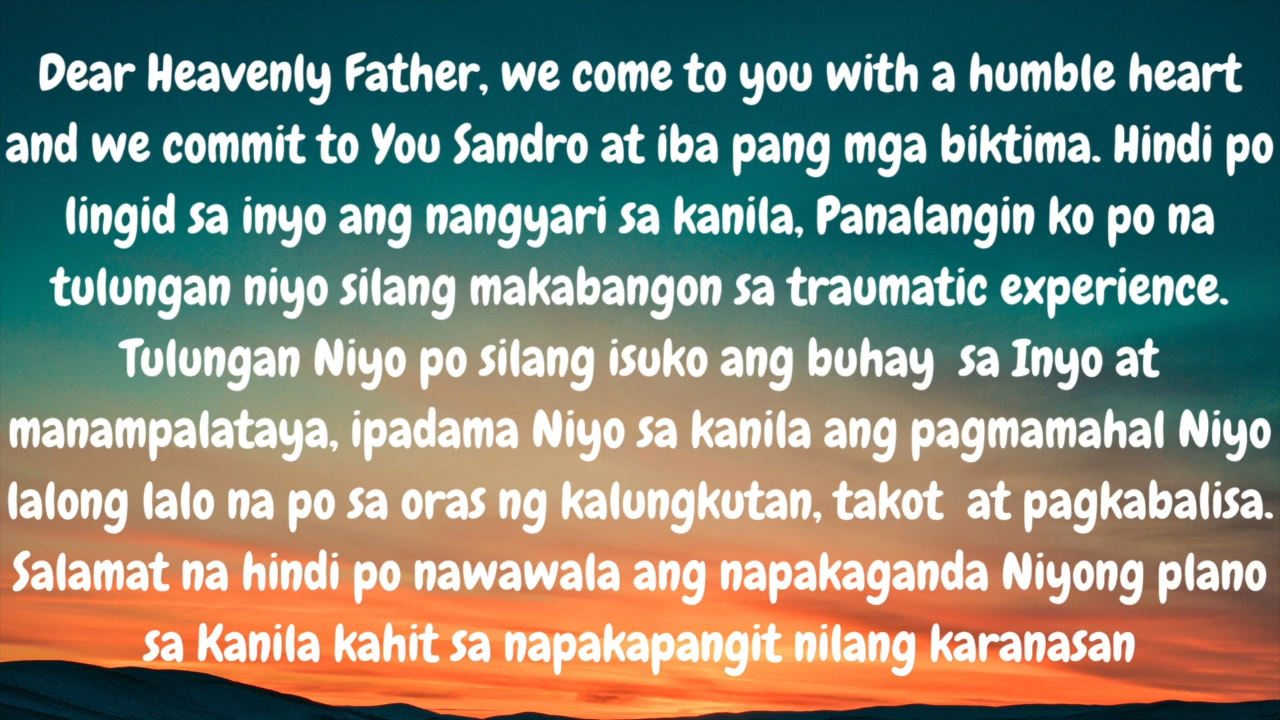 Dear Heavenly Father, we come to you with a humble heart
and we commit to You Sandro at iba pang mga biktima. Hindi po
lingid sa inyo ang nangyari sa kanila, Panalangin ko po na
tulungan niyo silang makabangon sa traumatic experience.
Tulungan Niyo po silang isuko ang buhay  sa Inyo at
manampalataya, ipadama Niyo sa kanila ang pagmamahal Niyo
lalong lalo na po sa oras ng kalungkutan, takot  at pagkabalisa.
Salamat na hindi po nawawala ang napakaganda Niyong plano
sa Kanila kahit sa napakapangit nilang karanasan